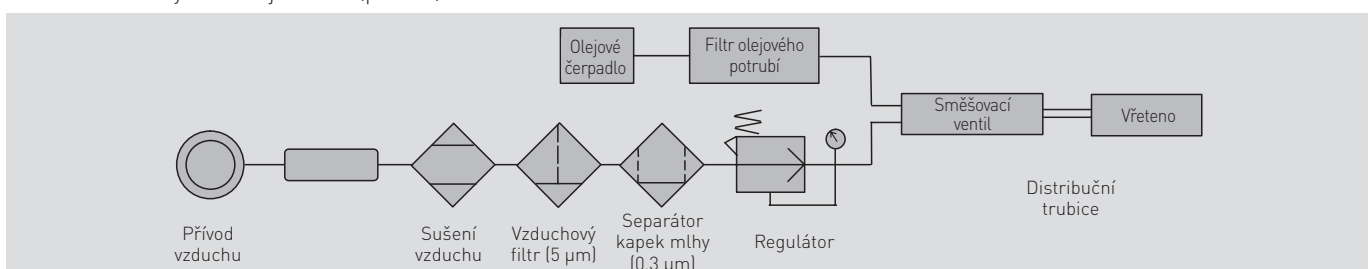 Olejové
čerpadlo
Filtr olejového
potrubí
Směšovací
ventil
Vřeteno
Distribuční
trubice
Přívod
vzduchu
Sušení
vzduchu
Vzduchový
filtr (5 µm)
Separátor
kapek mlhy
(0,3 µm)
Regulátor